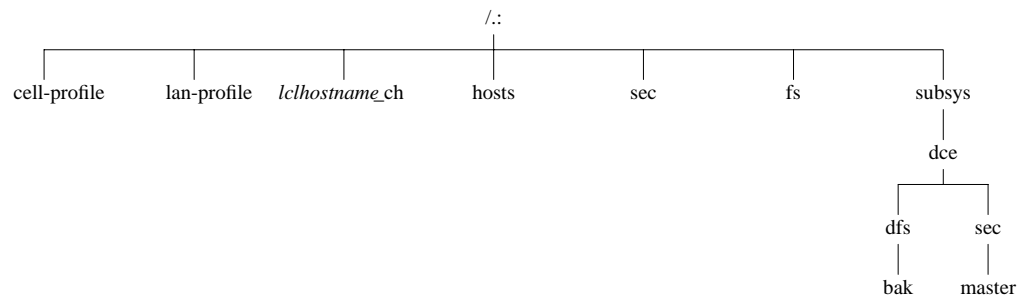 /.:
cell-profile lan-profile lclhostname_ch hosts sec fs subsys
dce
dfs sec
bak master